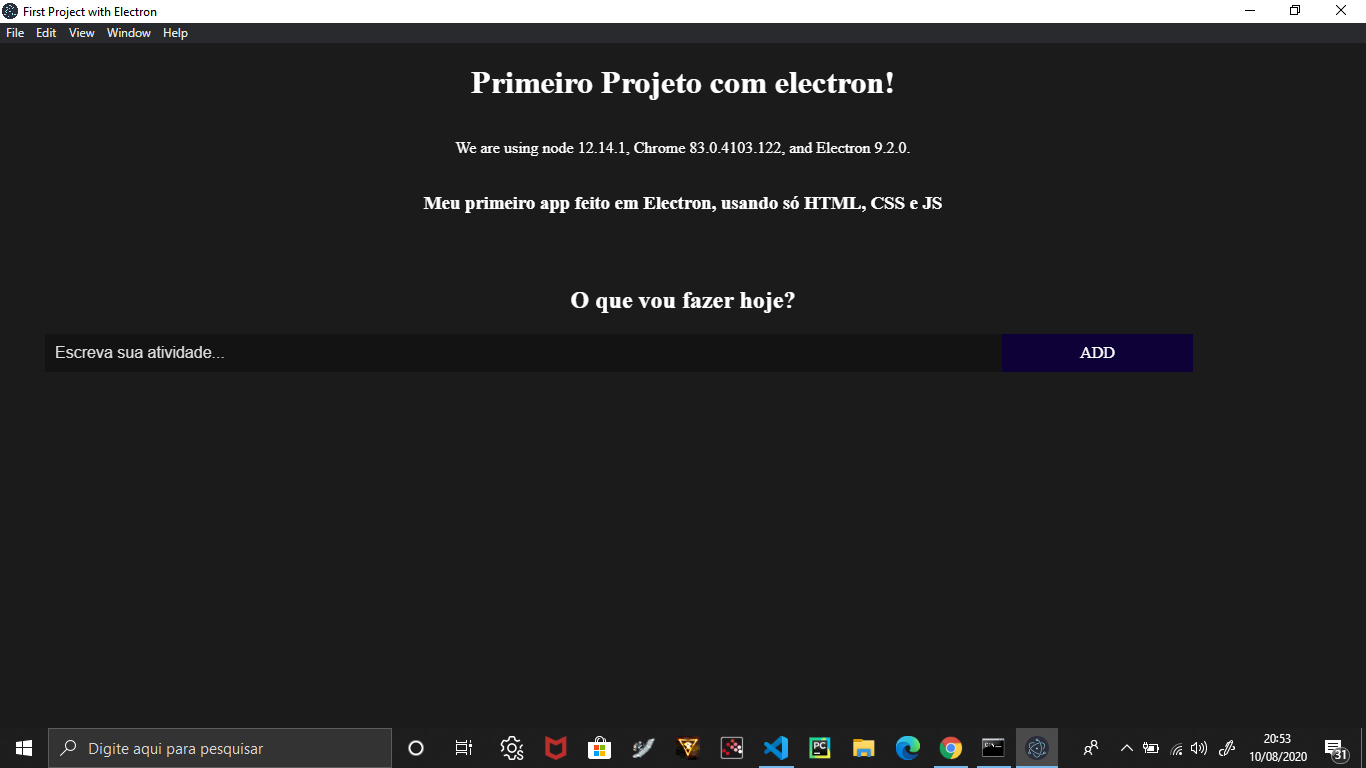 First Project with Electron
File Edit View Window Help
Primeiro Projeto com electron!
We are using node 12.14.1, Chrome 83.0.4103.122, and Electron 9.2.0.
Meu primeiro app feito em Electron, usando só HTML, CSS e JS
O que vou fazer hoje?
Escreva sua atividade... ADD
Digite aqui para pesquisar
PC
C:\_
20:53
10/08/2020
31